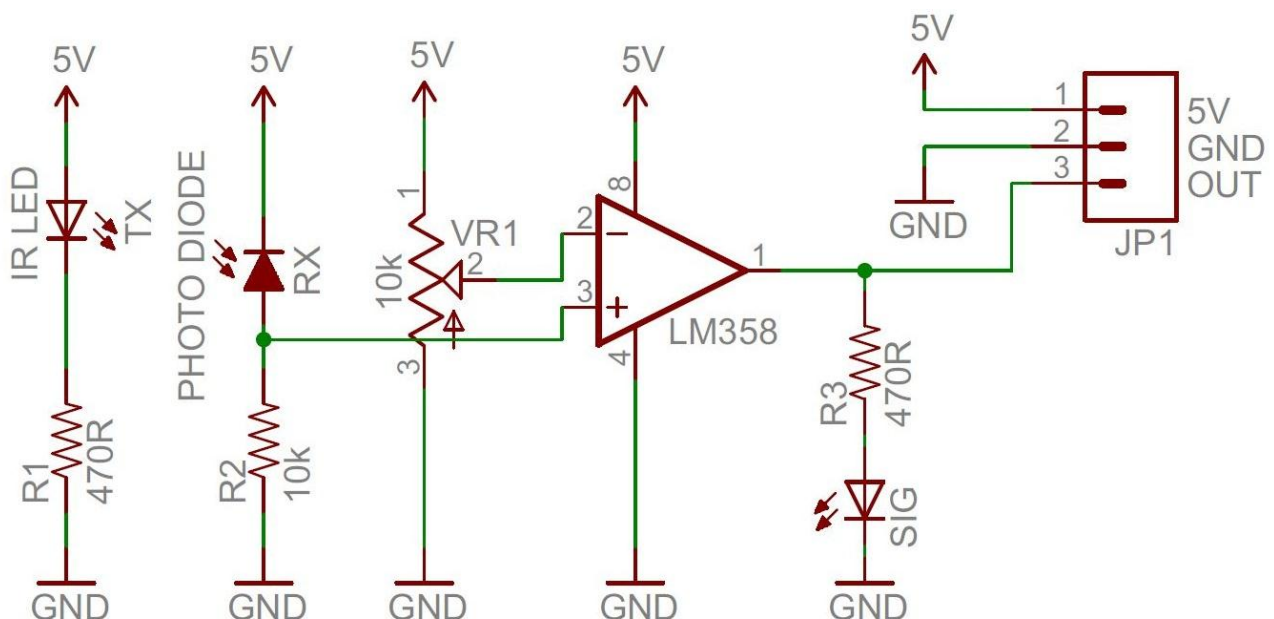 5V
IR LED
TX
R1
470R
GND
5V
PHOTO DIODE
RX
R2
10k
GND
5V
1
VR1
10k
2
3
GND
5V
8
2
−
3
+
1
LM358
4
GND
R3
470R
SIG
GND
5V
1
2
3
GND
5V
GND
OUT
JP1